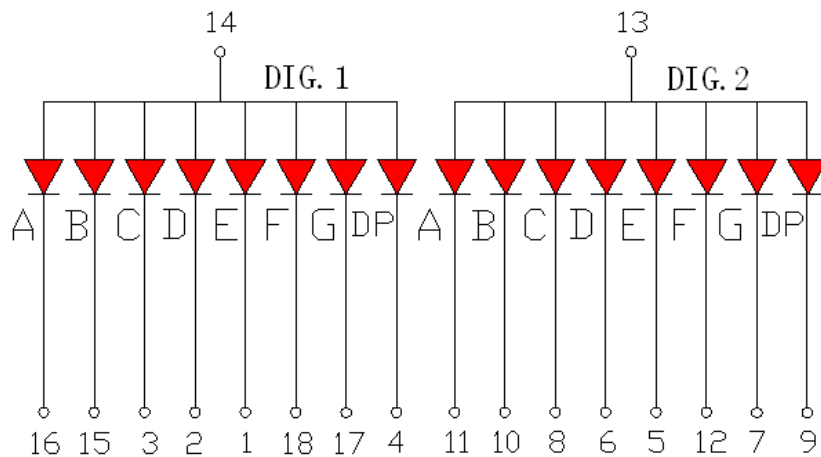 14 13
DIG. 1 DIG. 2
A B C D E F G DP A B C D E F G DP
16 15 3 2 1 18 17 4 11 10 8 6 5 12 7 9